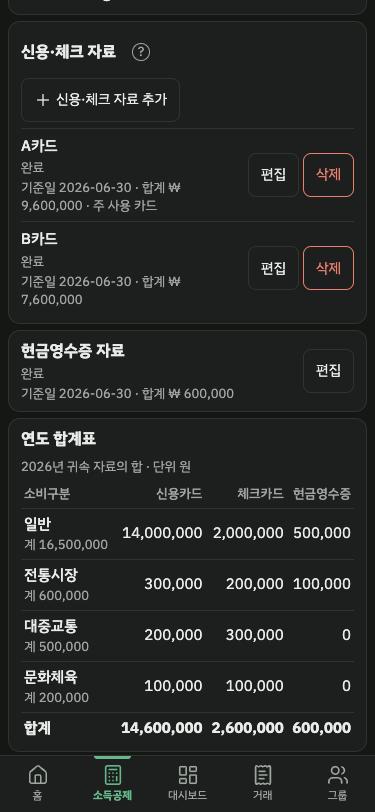 신용·체크 자료 ?
+ 신용·체크 자료 추가
A카드
완료
기준일 2026-06-30 · 합계 ₩
9,600,000 · 주 사용 카드
편집 삭제
B카드
완료
기준일 2026-06-30 · 합계 ₩
7,600,000
편집 삭제
현금영수증 자료
완료
기준일 2026-06-30 · 합계 ₩ 600,000
편집
연도 합계표
2026년 귀속 자료의 합 · 단위 원
소비구분 신용카드 체크카드 현금영수증
일반 14,000,000 2,000,000 500,000
계 16,500,000
전통시장 300,000 200,000 100,000
계 600,000
대중교통 200,000 300,000 0
계 500,000
문화체육 100,000 100,000 0
계 200,000
합계 14,600,000 2,600,000 600,000
홈 소득공제 대시보드 거래 그룹